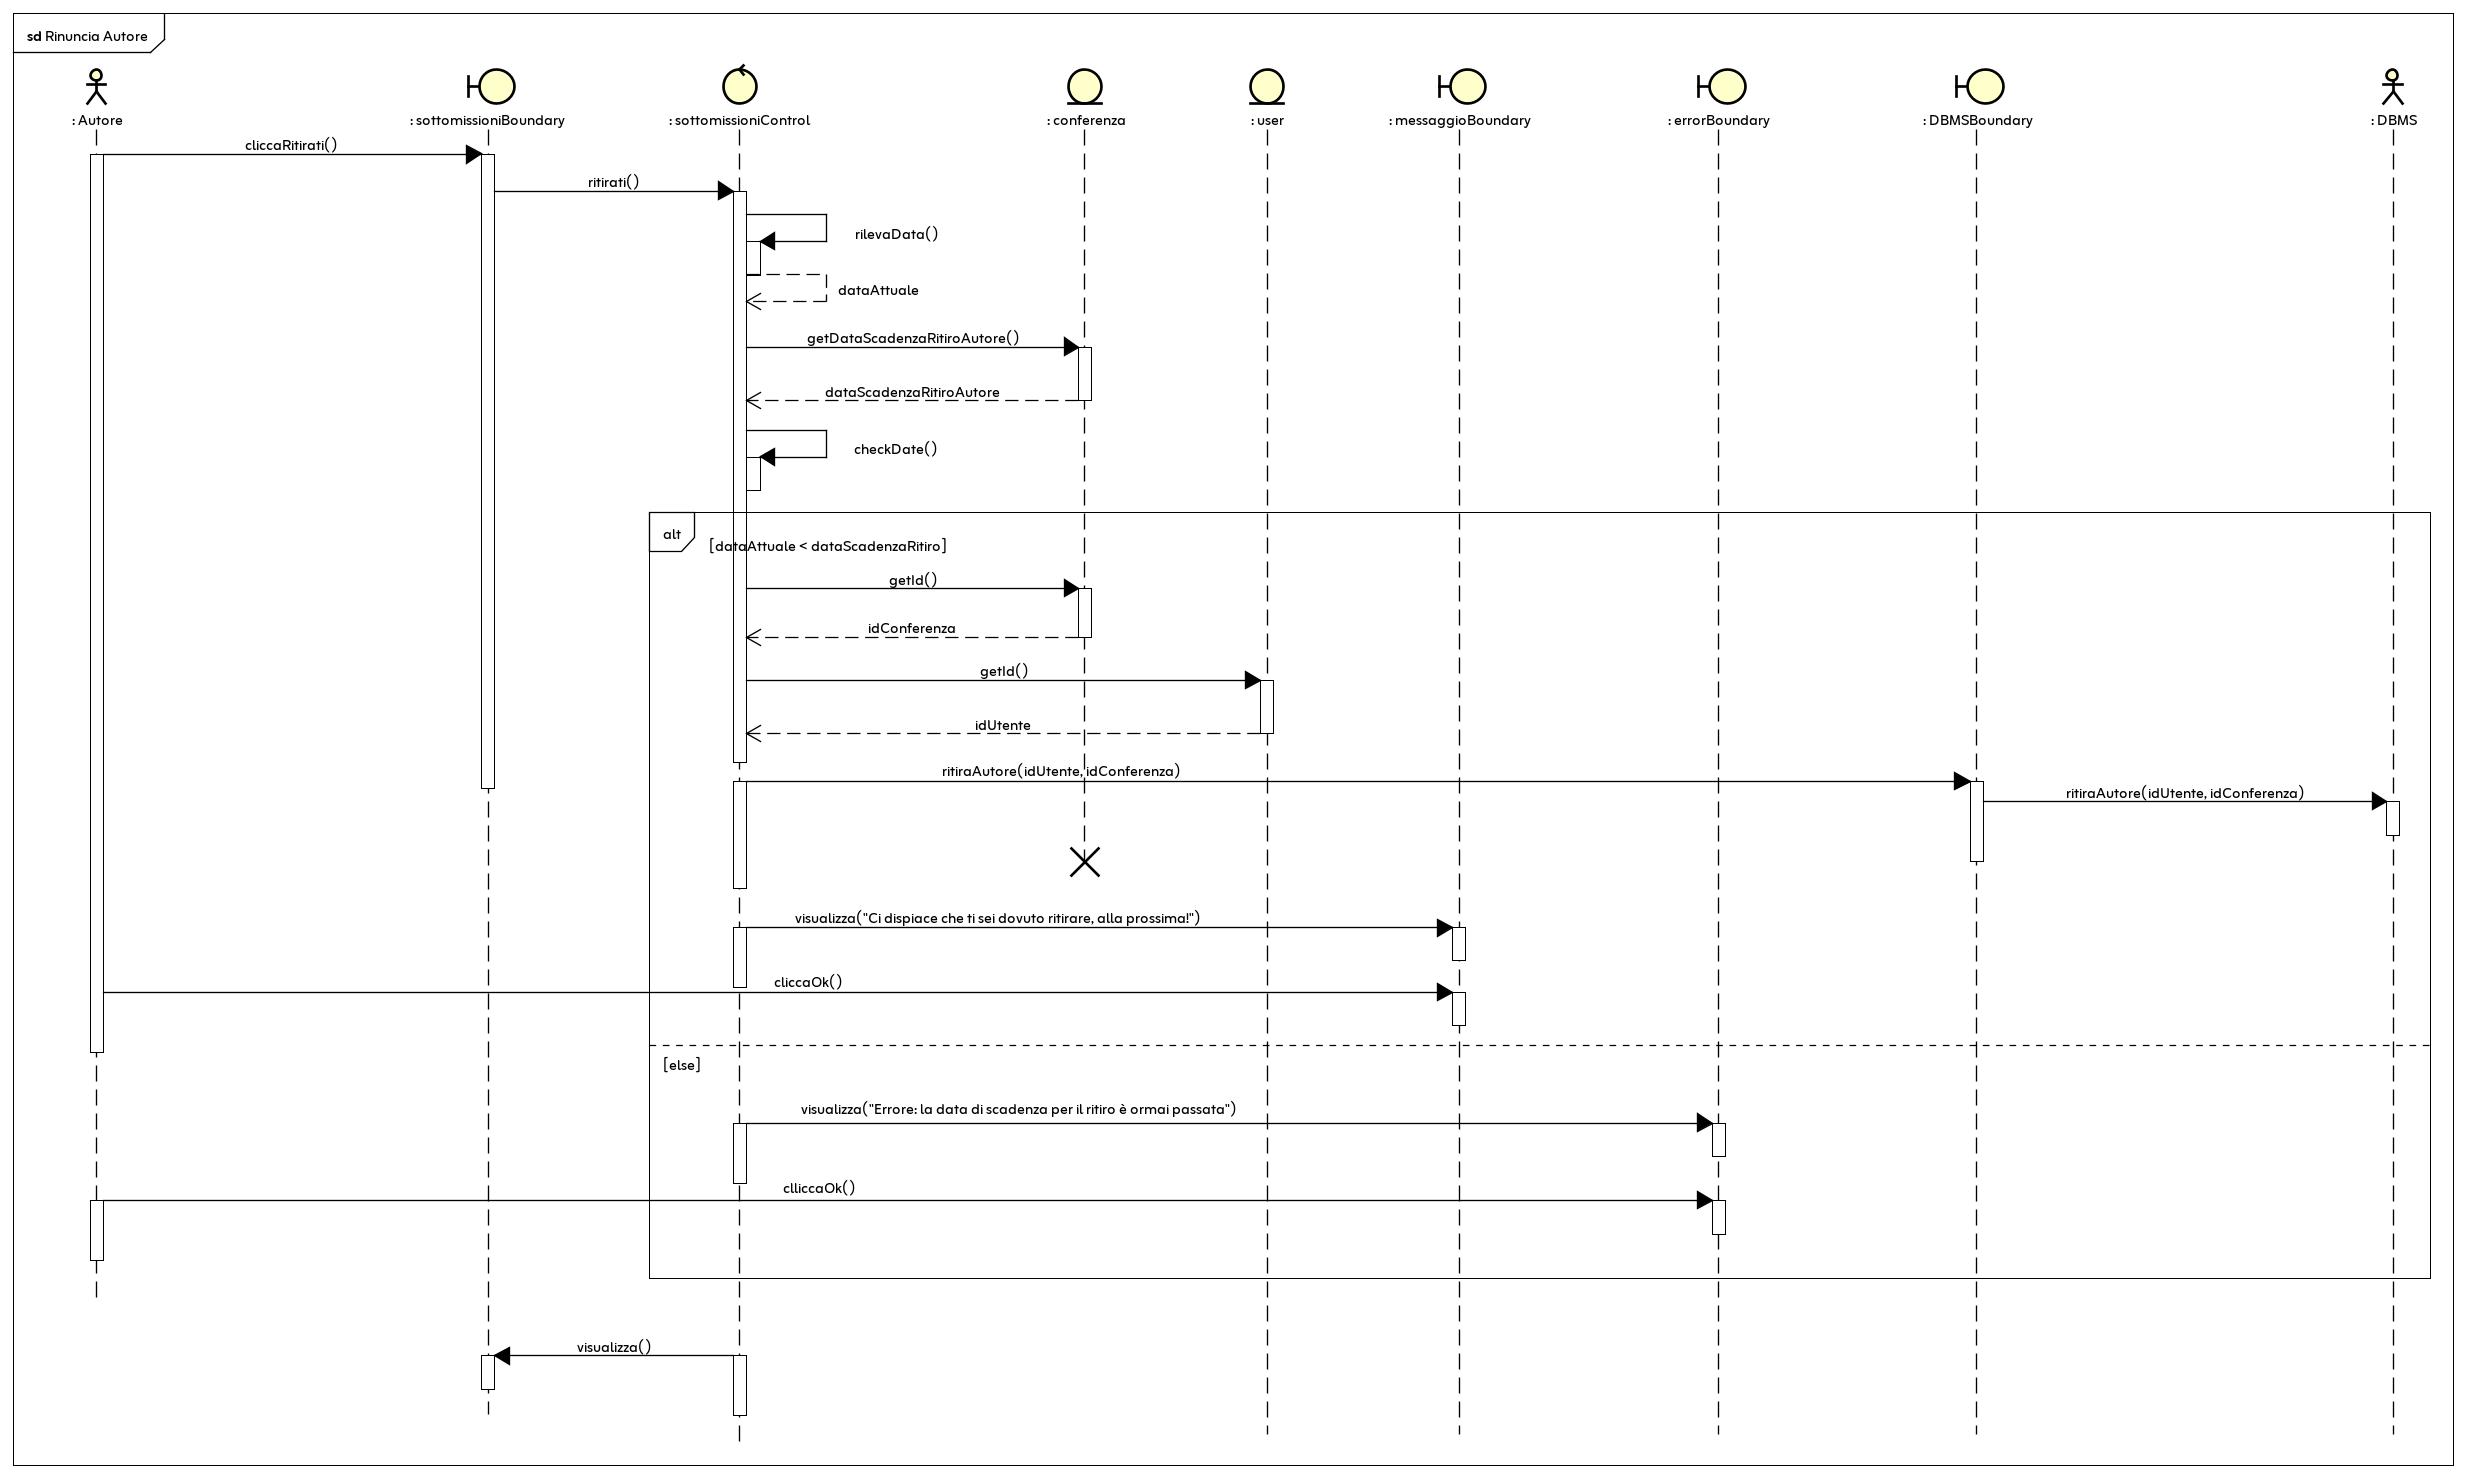 sd Rinuncia Autore
: Autore
: sottomissioniBoundary
: sottomissioniControl
: conferenza
: user
: messaggioBoundary
: errorBoundary
: DBMSBoundary
: DBMS
cliccaRitirati()
ritirati()
rilevaData()
dataAttuale
getDataScadenzaRitiroAutore()
dataScadenzaRitiroAutore
checkDate()
alt
[dataAttuale < dataScadenzaRitiro]
getId()
idConferenza
getId()
idUtente
ritiraAutore(idUtente, idConferenza)
ritiraAutore(idUtente, idConferenza)
visualizza("Ci dispiace che ti sei dovuto ritirare, alla prossima!")
cliccaOk()
[else]
visualizza("Errore: la data di scadenza per il ritiro è ormai passata")
clliccaOk()
visualizza()